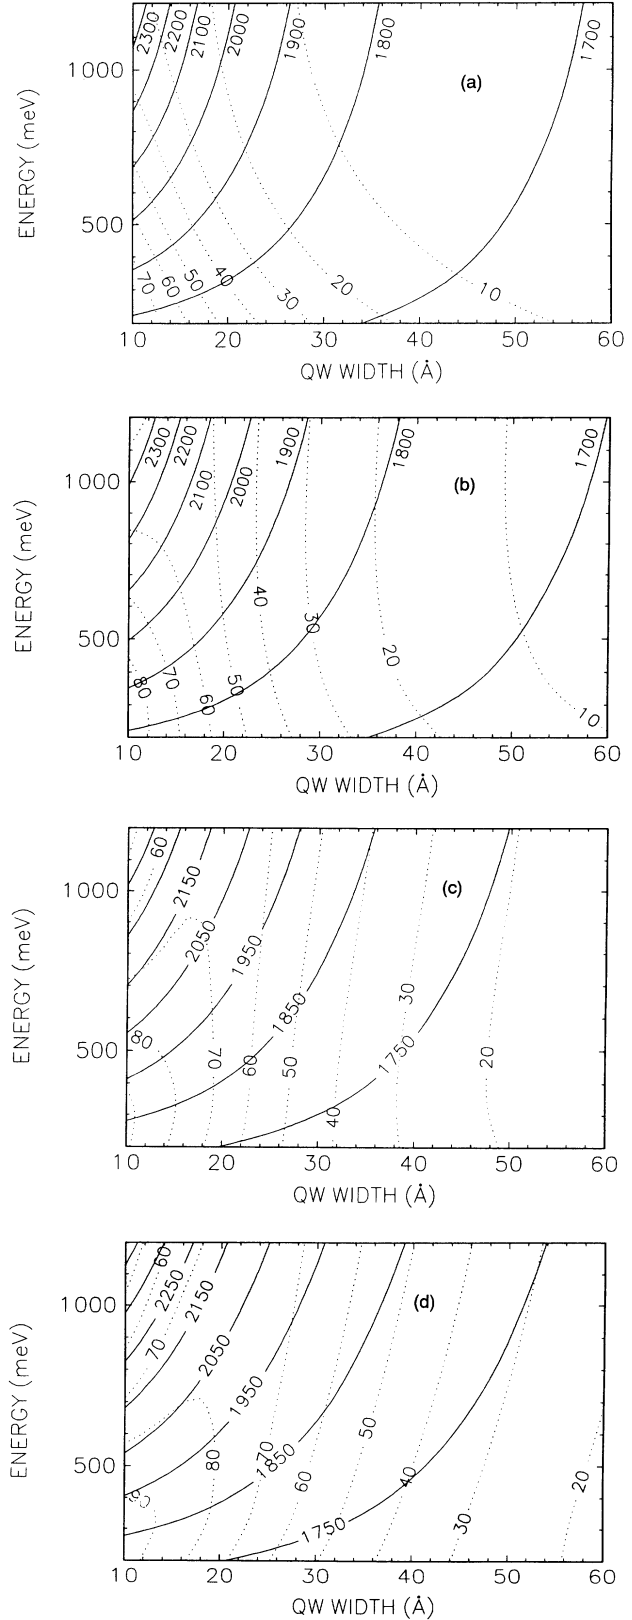 2300 2200 2100 2000 1900 1800 1700
1000
(a)
ENERGY (meV)
500
70 60 50 40 30 20 10
10 20 30 40 50 60
QW WIDTH (Å)
2300 2200 2100 2000 1900 1800 1700
1000
(b)
ENERGY (meV)
500
80 70 60 50 40 30 20 10
10 20 30 40 50 60
QW WIDTH (Å)
60 2150 2050 1950 1850 1750
1000
(c)
ENERGY (meV)
500
80 70 60 50 40 30 20
10 20 30 40 50 60
QW WIDTH (Å)
60 2250 2150 2050 1950 1850 1750
1000
(d)
ENERGY (meV)
500
70 80 70 60 50 40 30 20
10 20 30 40 50 60
QW WIDTH (Å)